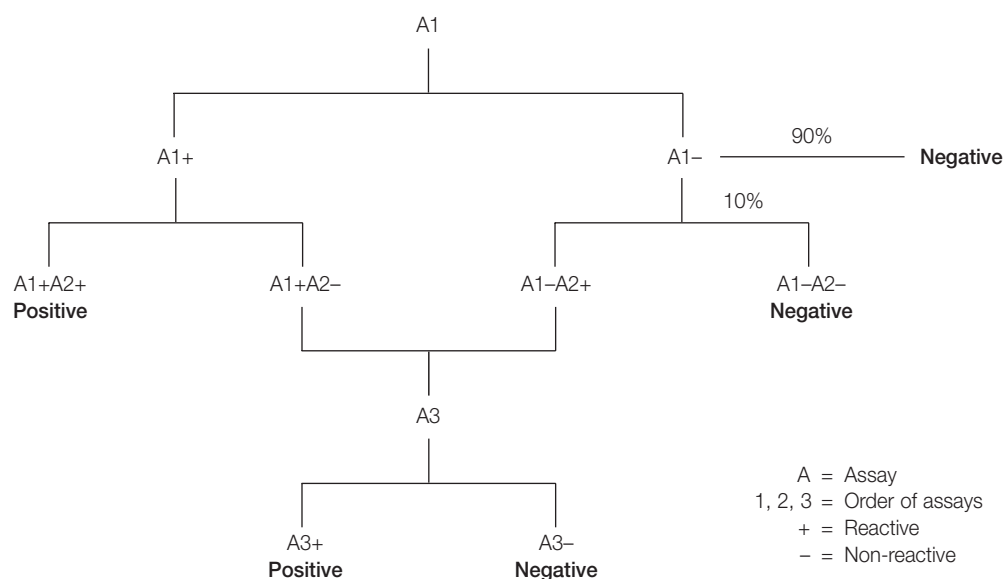 A1
A1+
A1–
90%
Negative
10%
A1+A2+
Positive
A1+A2–
A1–A2+
A1–A2–
Negative
A3
A3+
Positive
A3–
Negative
A = Assay
1, 2, 3 = Order of assays
+ = Reactive
– = Non-reactive